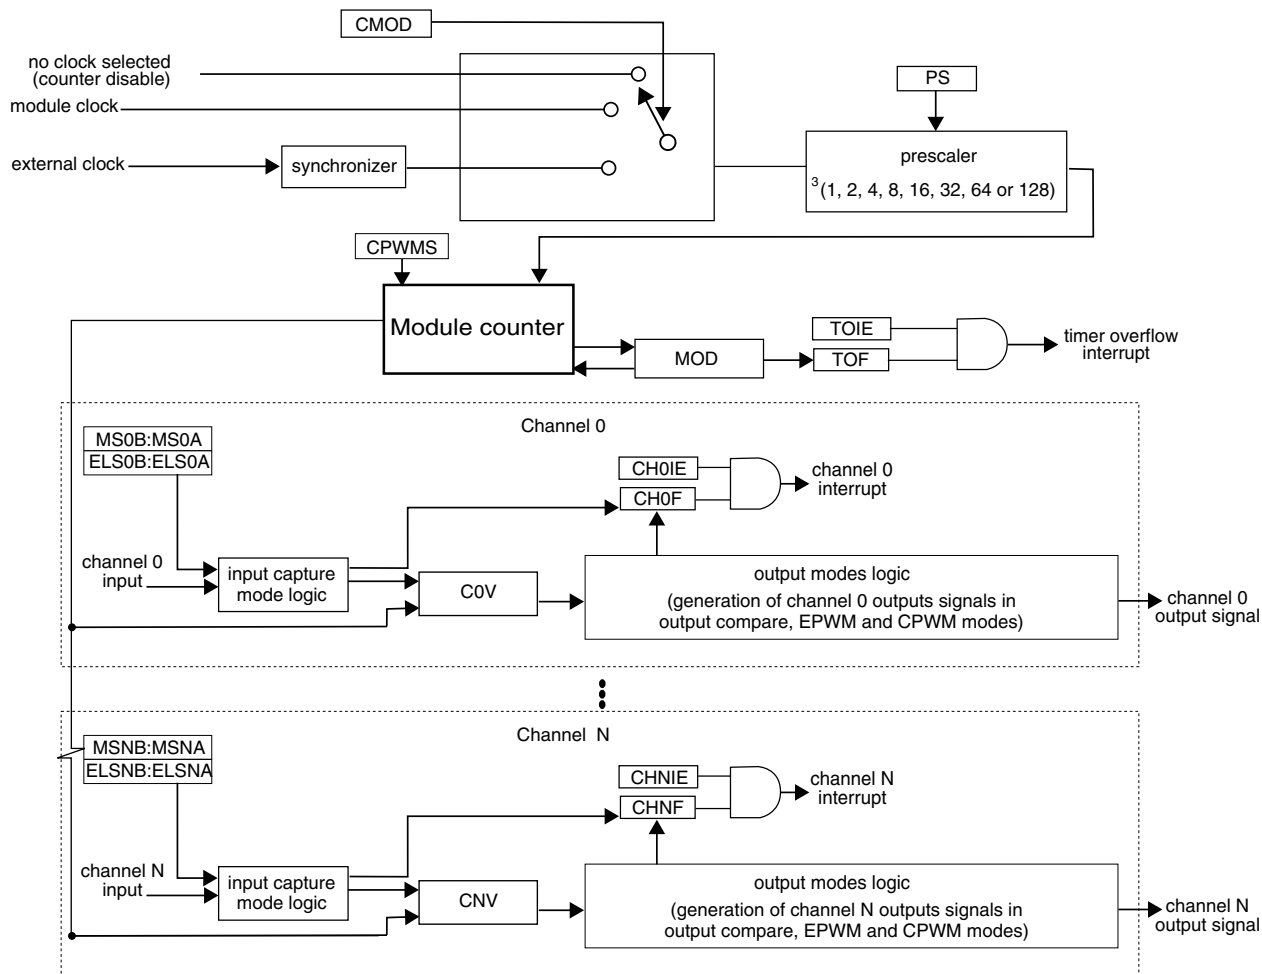 CMOD
no clock selected
(counter disable)
module clock
external clock
synchronizer
PS
prescaler
3 (1, 2, 4, 8, 16, 32, 64 or 128)
CPWMS
Module counter
MOD
TOIE
TOF
timer overflow
interrupt
Channel 0
MS0B:MS0A
ELS0B:ELS0A
CH0IE
CH0F
channel 0
interrupt
channel 0
input
input capture
mode logic
C0V
output modes logic
(generation of channel 0 outputs signals in
output compare, EPWM and CPWM modes)
channel 0
output signal
Channel N
MSNB:MSNA
ELSNB:ELSNA
CHNIE
CHNF
channel N
interrupt
channel N
input
input capture
mode logic
CNV
output modes logic
(generation of channel N outputs signals in
output compare, EPWM and CPWM modes)
channel N
output signal